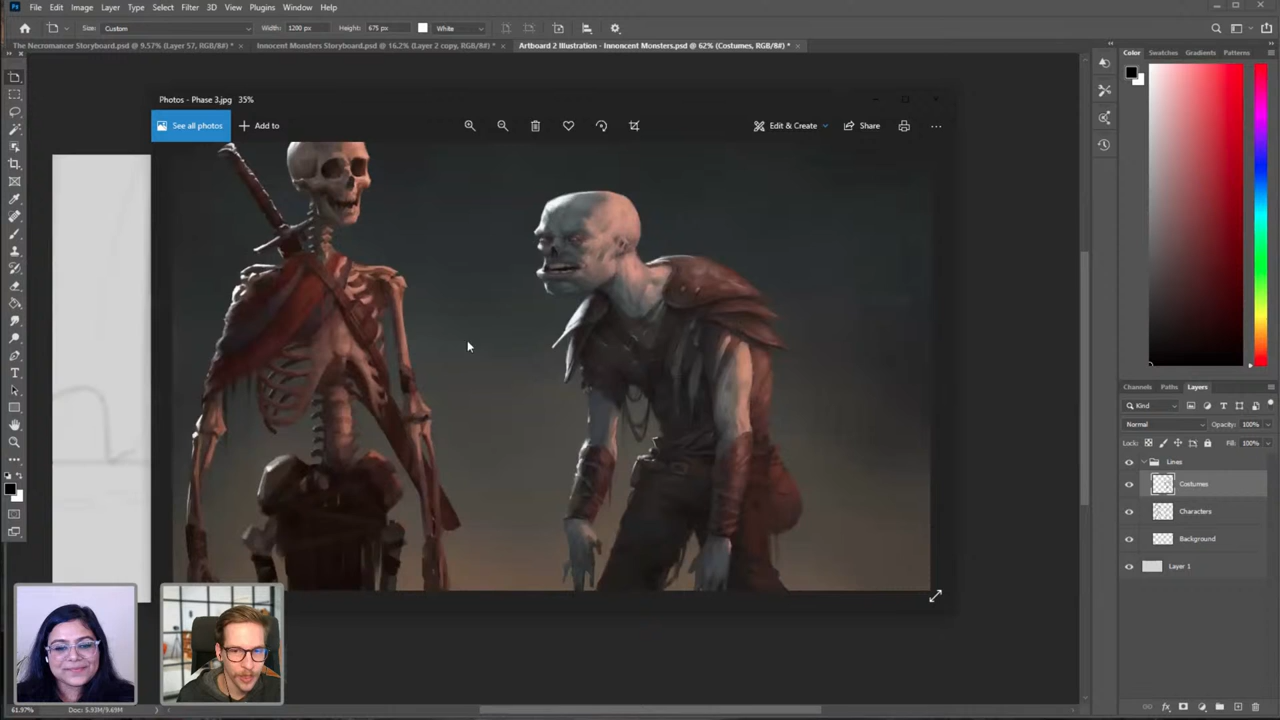 Ps File Edit Image Layer Type Select Filter 3D View Plugins Window Help
Size: Custom Width: 1200 px Height: 675 px White
The Necromancer Storyboard.psd @ 9.57% (Layer 57, RGB/8#) * × Innocent Monsters Storyboard.psd @ 16.2% (Layer 2 copy, RGB/8#) * × Artboard 2 Illustration - Innoncent Monsters.psd @ 62% (Costumes, RGB/8#) * ×
Color Swatches Gradients Patterns
Photos - Phase 3.jpg 35%
See all photos + Add to Edit & Create Share
Channels Paths Layers
Kind
Normal Opacity: 100%
Lock: Fill: 100%
Lines
Costumes
Characters
Background
Layer 1
61.97% Doc: 5.93M/9.69M